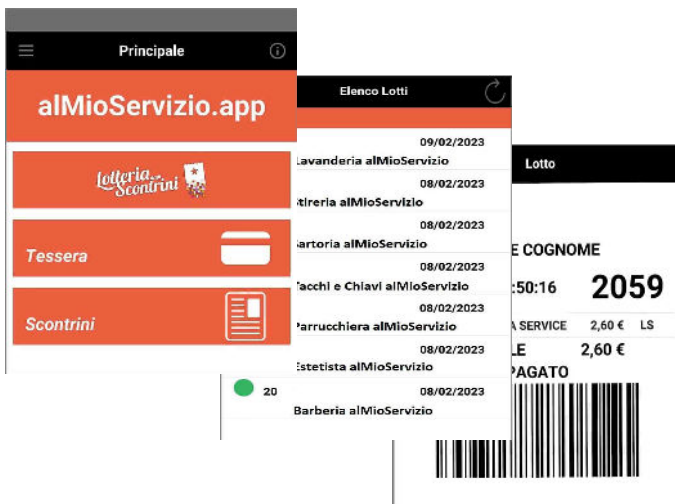 Principale
alMioServizio.app
Lotteria
Scontrini
Tessera
Scontrini
Elenco Lotti
09/02/2023
Lavanderia alMioServizio
08/02/2023
Stireria alMioServizio
08/02/2023
Sartoria alMioServizio
08/02/2023
Tacchi e Chiavi alMioServizio
08/02/2023
Parrucchiera alMioServizio
08/02/2023
Estetista alMioServizio
20 08/02/2023
Barberia alMioServizio
Lotto
E COGNOME
:50:16 2059
A SERVICE 2,60 € LS
LE 2,60 €
PAGATO